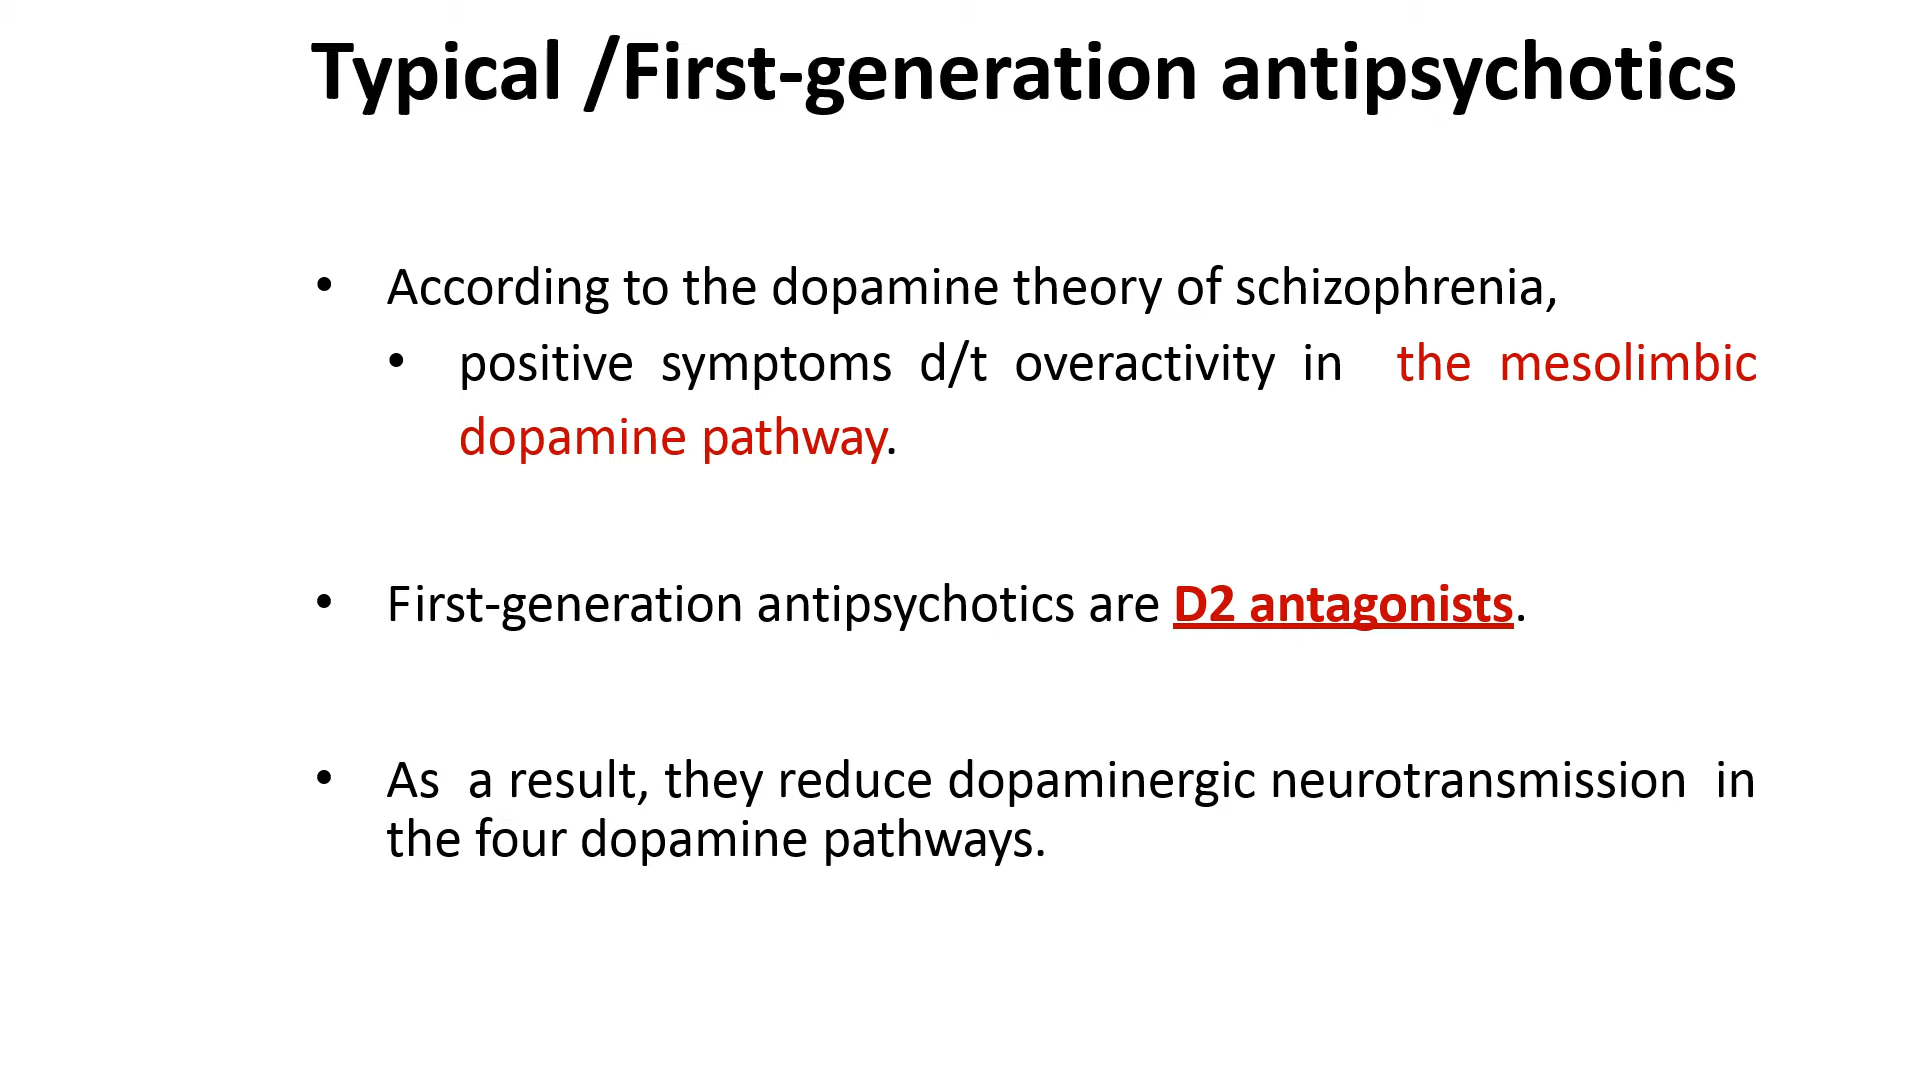 Typical /First-generation antipsychotics
• According to the dopamine theory of schizophrenia,
• positive symptoms d/t overactivity in the mesolimbic
dopamine pathway.
• First-generation antipsychotics are D2 antagonists.
• As a result, they reduce dopaminergic neurotransmission in
the four dopamine pathways.